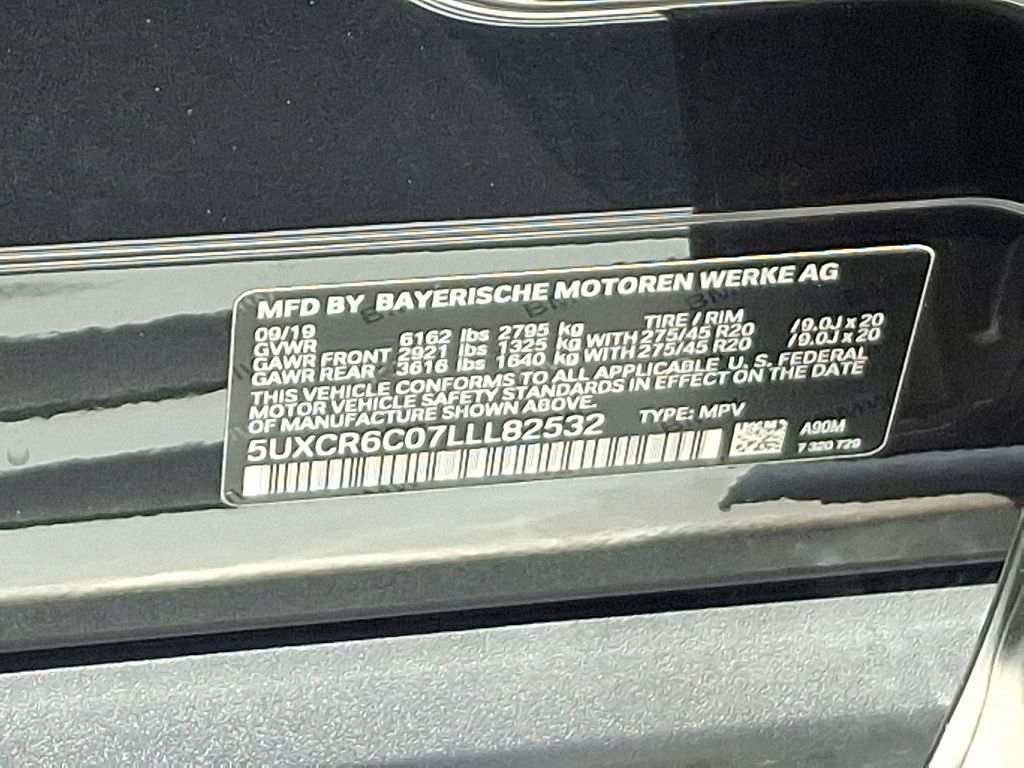 MFD BY BAYERISCHE MOTOREN WERKE AG
09/19 TIRE / RIM
GVWR 6162 lbs 2795 kg
GAWR FRONT 2921 lbs 1325 kg WITH 275/45 R20 /9.0J x 20
GAWR REAR 3616 lbs 1640 kg WITH 275/45 R20 /9.0J x 20
THIS VEHICLE CONFORMS TO ALL APPLICABLE U. S. FEDERAL
MOTOR VEHICLE SAFETY STANDARDS IN EFFECT ON THE DATE
OF MANUFACTURE SHOWN ABOVE.
5UXCR6C07LLL82532 TYPE: MPV
A90M
7 320 729